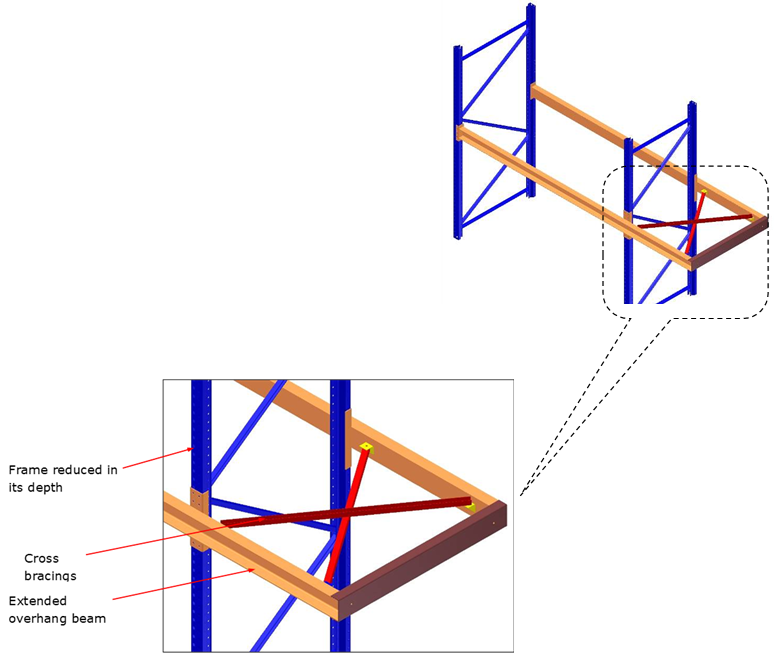 Frame reduced in
its depth
Cross
bracings
Extended
overhang beam